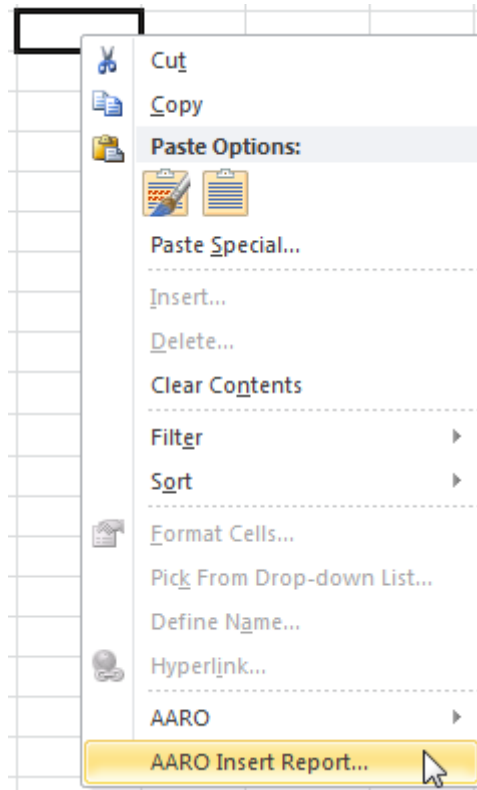 Cut
Copy
Paste Options:
Paste Special...
Insert...
Delete...
Clear Contents
Filter
Sort
Format Cells...
Pick From Drop-down List...
Define Name...
Hyperlink...
AARO
AARO Insert Report...